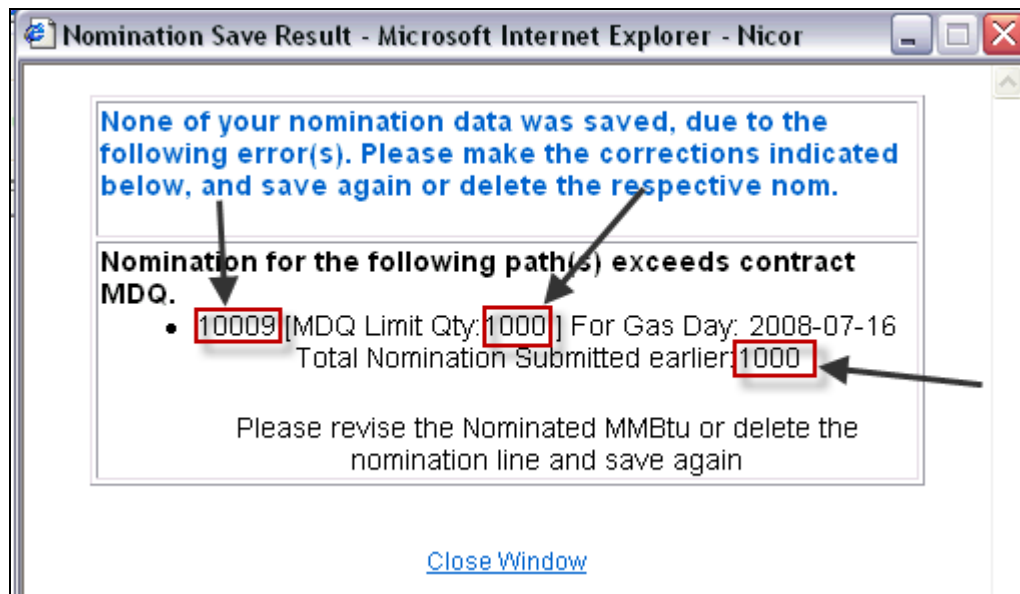 Nomination Save Result - Microsoft Internet Explorer - Nicor
None of your nomination data was saved, due to the
following error(s). Please make the corrections indicated
below, and save again or delete the respective nom.
Nomination for the following path(s) exceeds contract
MDQ.
• 10009 [MDQ Limit Qty:1000 ] For Gas Day: 2008-07-16
Total Nomination Submitted earlier:1000
Please revise the Nominated MMBtu or delete the
nomination line and save again
Close Window